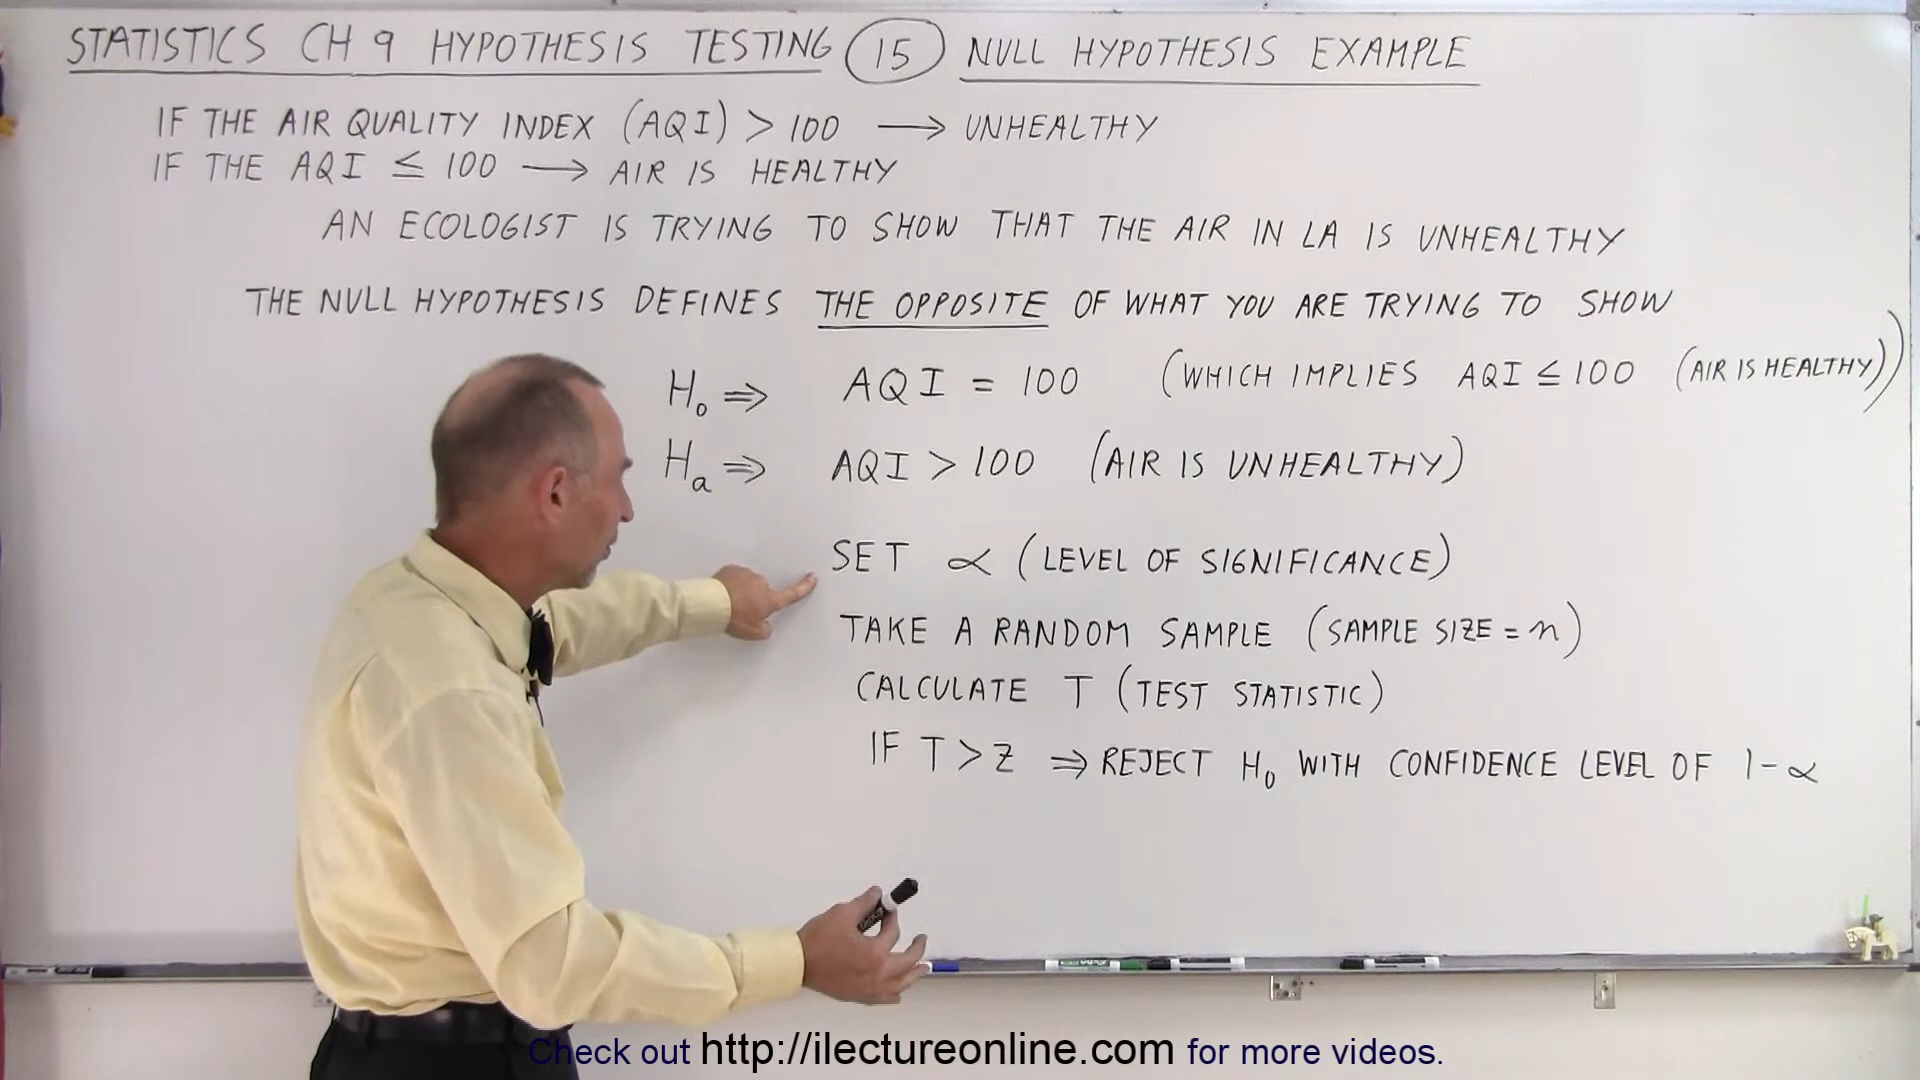 STATISTICS CH 9 HYPOTHESIS TESTING 15 NULL HYPOTHESIS EXAMPLE
IF THE AIR QUALITY INDEX (AQI) > 100 → UNHEALTHY
IF THE AQI ≤ 100 → AIR IS HEALTHY
AN ECOLOGIST IS TRYING TO SHOW THAT THE AIR IN LA IS UNHEALTHY
THE NULL HYPOTHESIS DEFINES THE OPPOSITE OF WHAT YOU ARE TRYING TO SHOW
H₀ ⇒ AQI = 100 (WHICH IMPLIES AQI ≤ 100 (AIR IS HEALTHY))
Hₐ ⇒ AQI > 100 (AIR IS UNHEALTHY)
SET α (LEVEL OF SIGNIFICANCE)
TAKE A RANDOM SAMPLE (SAMPLE SIZE = n)
CALCULATE T (TEST STATISTIC)
IF T > Z ⇒ REJECT H₀ WITH CONFIDENCE LEVEL OF 1-α
Check out http://ilectureonline.com for more videos.